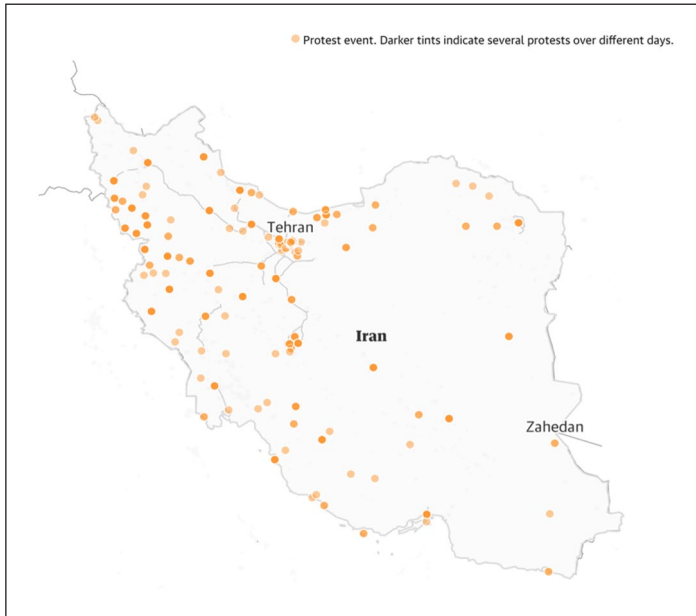 Protest event. Darker tints indicate several protests over different days.
Tehran
Iran
Zahedan